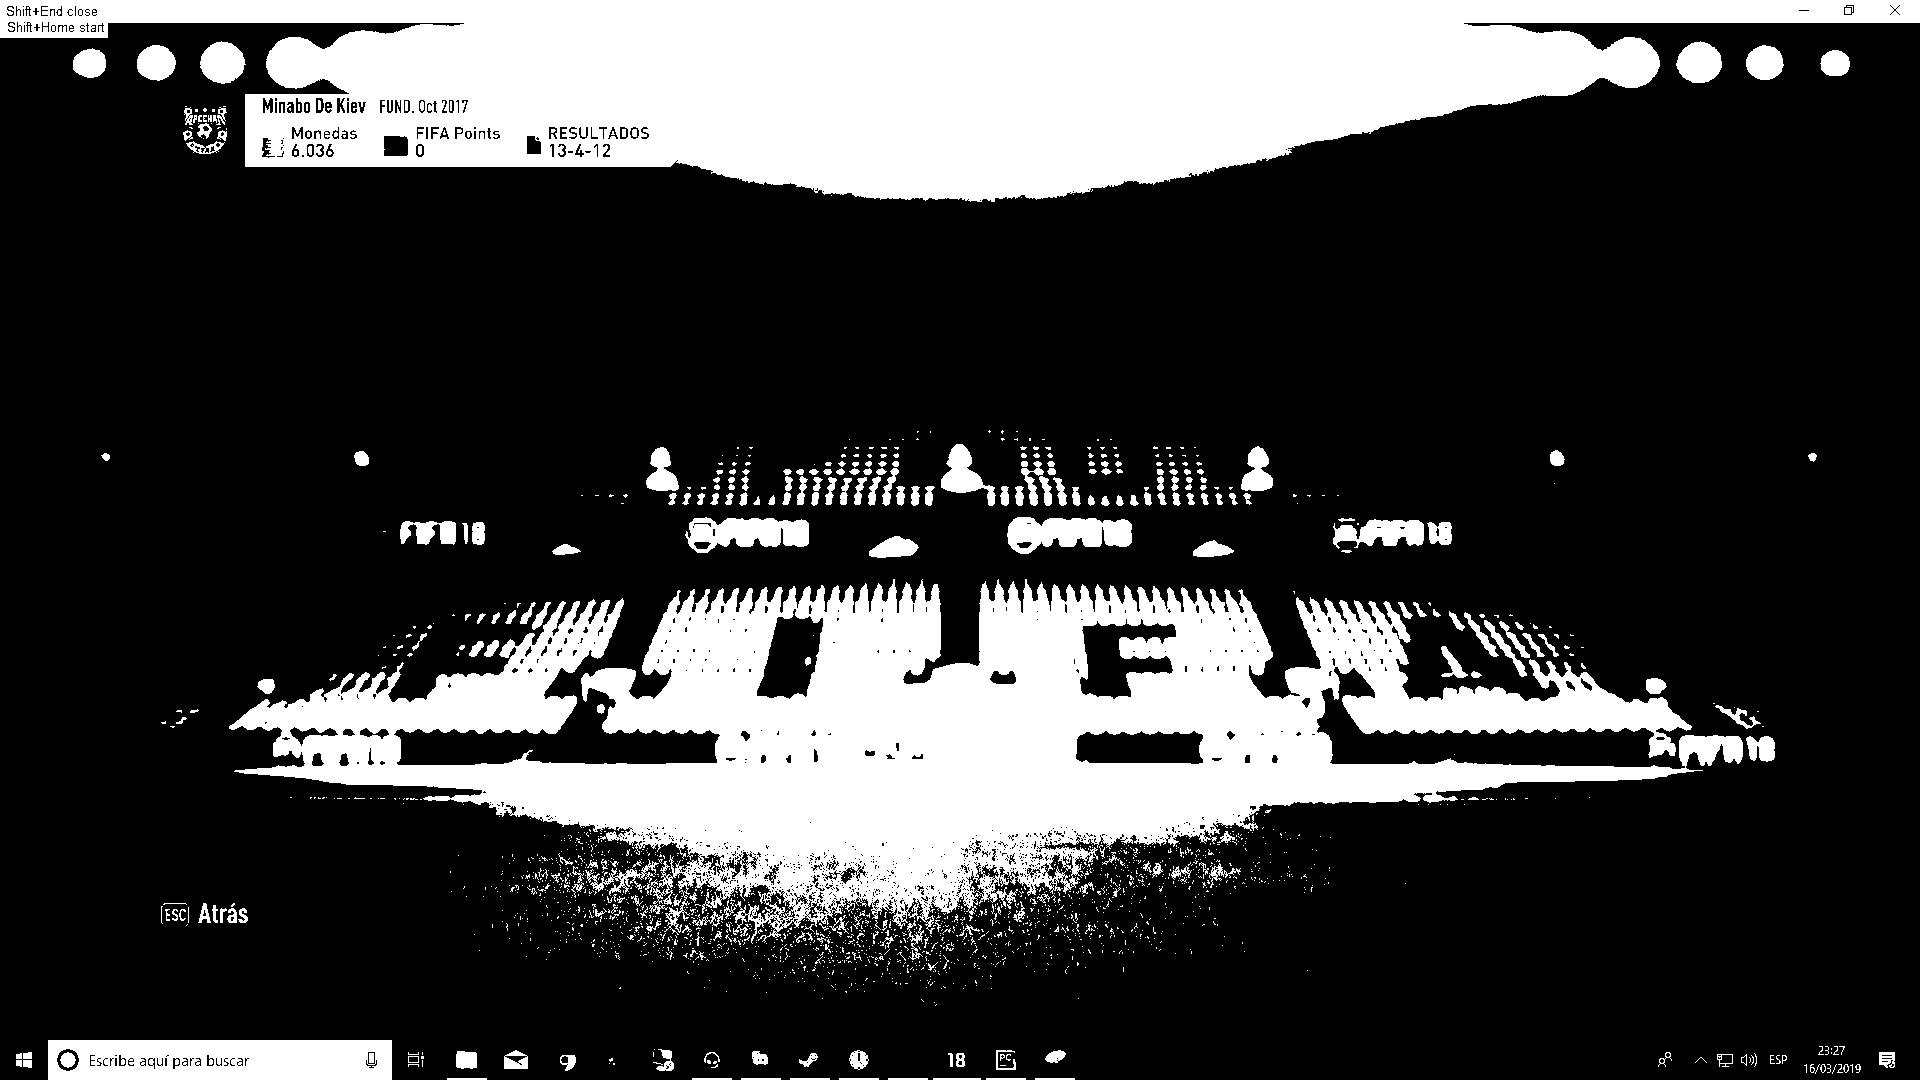 Shift+End close
Shift+Home start
Minabo De Kiev FUND. Oct 2017
Monedas FIFA Points RESULTADOS
6.036 0 13-4-12
FIFA 18 FIFA 18 FIFA 18 FIFA 18
FIFA 18 FIFA 18
ESC Atrás
Escribe aquí para buscar
18 PC ESP
23:27
16/03/2019